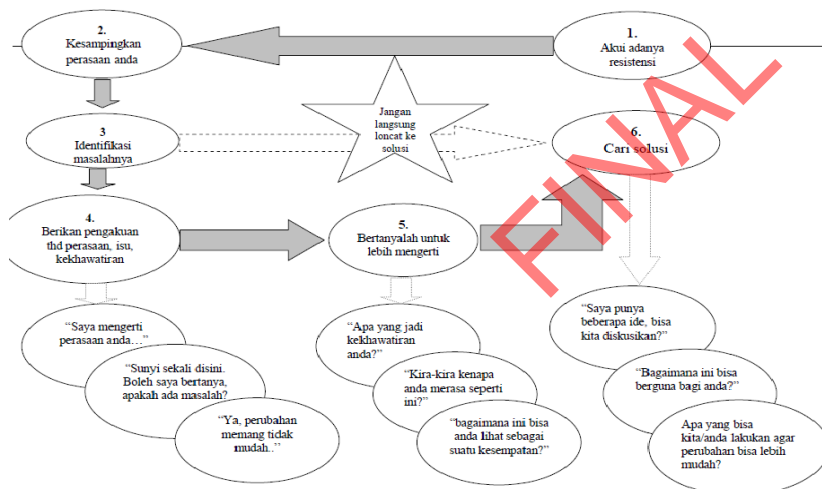 2.
Kesampingkan
perasaan anda
1.
Akui adanya
resistensi
3
Identifikasi
masalahnya
Jangan
langsung
loncat ke
solusi
6.
Cari solusi
4.
Berikan pengakuan
thd perasaan, isu,
kekhawatiran
5.
Bertanyalah untuk
lebih mengerti
FINAL
“Saya mengerti
perasaan anda…”
“Sunyi sekali disini.
Boleh saya bertanya,
apakah ada masalah?
“Ya, perubahan
memang tidak
mudah..”
“Apa yang jadi
kekhawatiran
anda?”
“Kira-kira kenapa
anda merasa seperti
ini?”
“bagaimana ini bisa
anda lihat sebagai
suatu kesempatan?”
“Saya punya
beberapa ide, bisa
kita diskusikan?”
“Bagaimana ini bisa
berguna bagi anda?”
Apa yang bisa
kita/anda lakukan agar
perubahan bisa lebih
mudah?